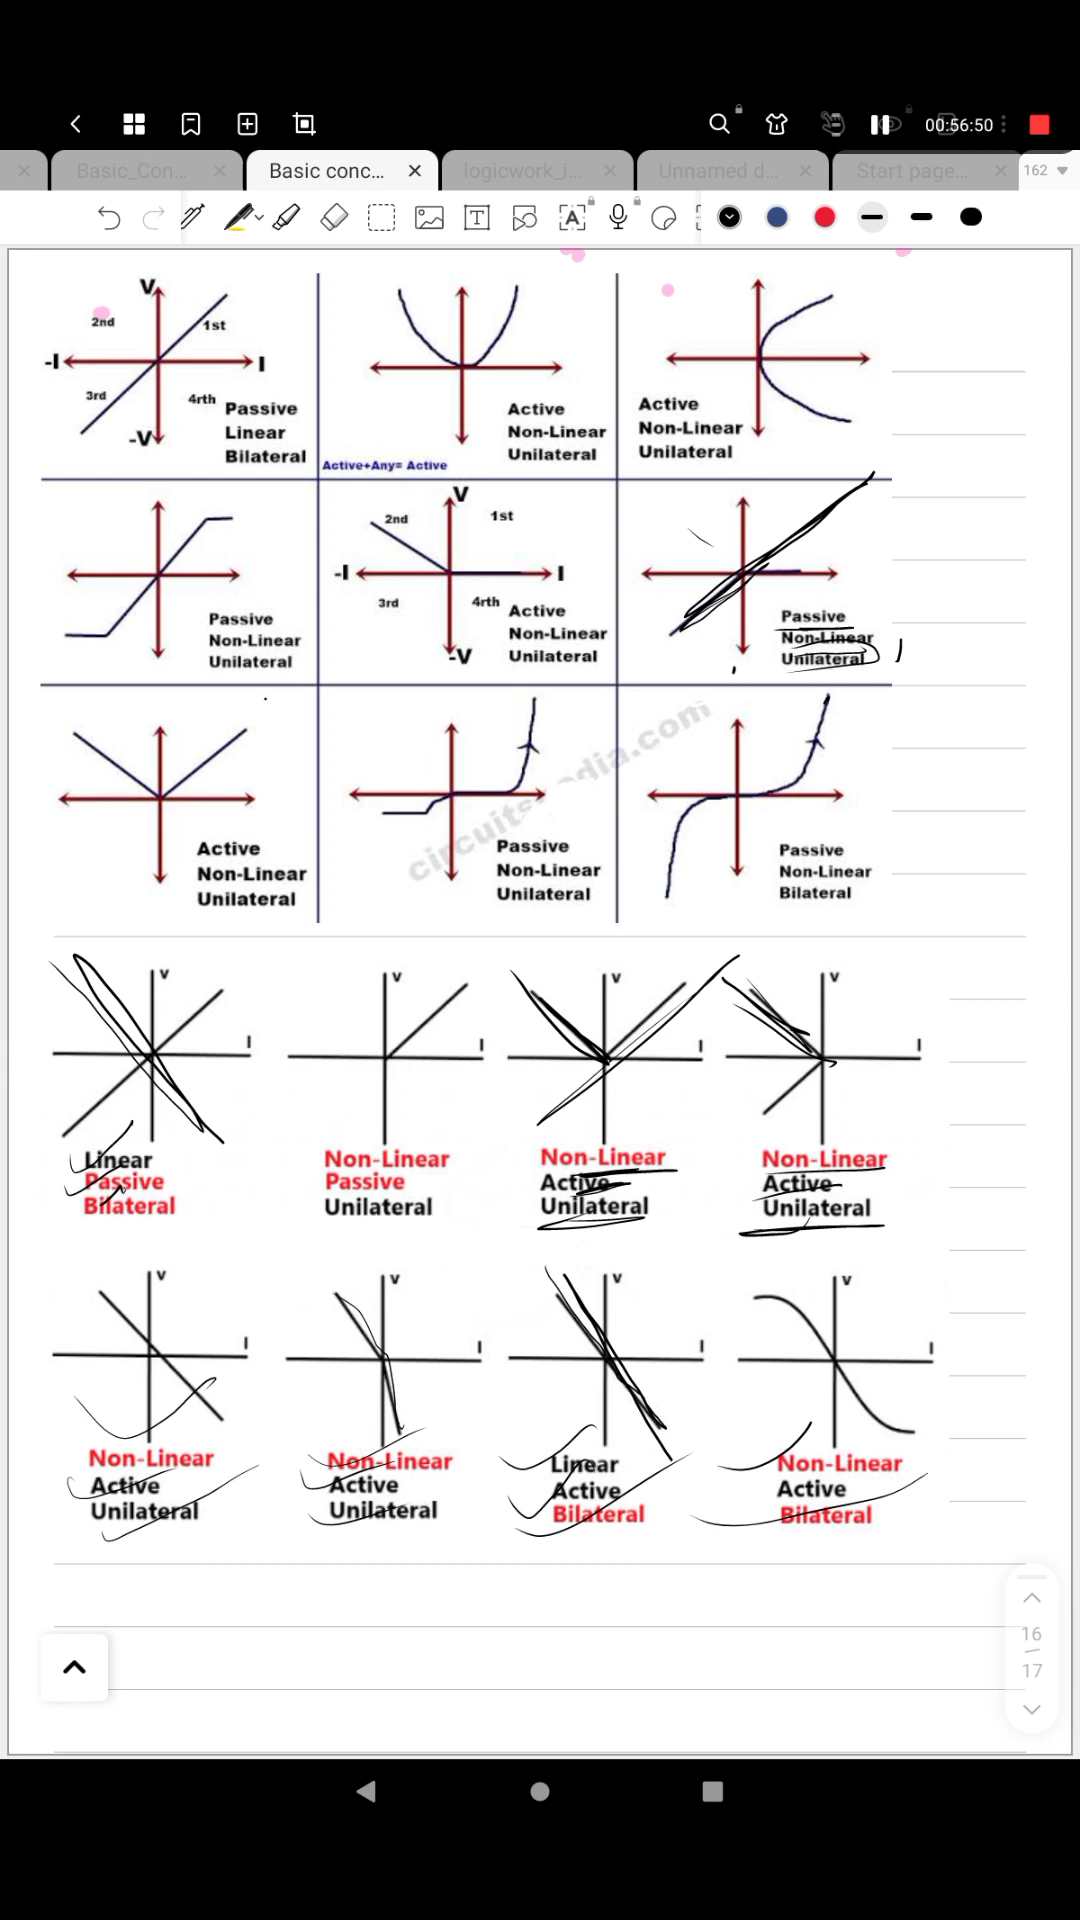 00:56:50
Basic_Con...
Basic conc...
logicwork_i...
Unnamed d...
Start page...
162
V
2nd
1st
-I
I
3rd
4rth
-V
Passive
Linear
Bilateral
Active
Non-Linear
Unilateral
Active+Any= Active
Active
Non-Linear
Unilateral
Passive
Non-Linear
Unilateral
V
2nd
1st
-I
I
3rd
4rth
-V
Active
Non-Linear
Unilateral
Passive
Non-Linear
Unilateral
Active
Non-Linear
Unilateral
Passive
Non-Linear
Unilateral
Passive
Non-Linear
Bilateral
V
I
Linear
Passive
Bilateral
V
I
Non-Linear
Passive
Unilateral
V
I
Non-Linear
Active
Unilateral
V
I
Non-Linear
Active
Unilateral
V
I
Non-Linear
Active
Unilateral
V
I
Non-Linear
Active
Unilateral
V
I
Linear
Active
Bilateral
V
I
Non-Linear
Active
Bilateral
16
17